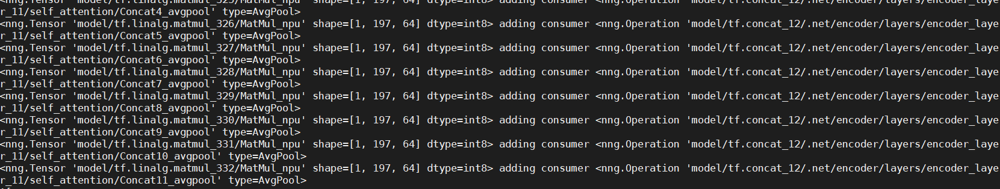 <nng.Tensor 'model/tf.linalg.matmul_325/MatMul_npu' shape=[1, 197, 64] dtype=int8> adding consumer <nng.Operation 'model/tf.concat_12/.net/encoder/layers/encoder_laye
r_11/self_attention/Concat4_avgpool' type=AvgPool>
<nng.Tensor 'model/tf.linalg.matmul_326/MatMul_npu' shape=[1, 197, 64] dtype=int8> adding consumer <nng.Operation 'model/tf.concat_12/.net/encoder/layers/encoder_laye
r_11/self_attention/Concat5_avgpool' type=AvgPool>
<nng.Tensor 'model/tf.linalg.matmul_327/MatMul_npu' shape=[1, 197, 64] dtype=int8> adding consumer <nng.Operation 'model/tf.concat_12/.net/encoder/layers/encoder_laye
r_11/self_attention/Concat6_avgpool' type=AvgPool>
<nng.Tensor 'model/tf.linalg.matmul_328/MatMul_npu' shape=[1, 197, 64] dtype=int8> adding consumer <nng.Operation 'model/tf.concat_12/.net/encoder/layers/encoder_laye
r_11/self_attention/Concat7_avgpool' type=AvgPool>
<nng.Tensor 'model/tf.linalg.matmul_329/MatMul_npu' shape=[1, 197, 64] dtype=int8> adding consumer <nng.Operation 'model/tf.concat_12/.net/encoder/layers/encoder_laye
r_11/self_attention/Concat8_avgpool' type=AvgPool>
<nng.Tensor 'model/tf.linalg.matmul_330/MatMul_npu' shape=[1, 197, 64] dtype=int8> adding consumer <nng.Operation 'model/tf.concat_12/.net/encoder/layers/encoder_laye
r_11/self_attention/Concat9_avgpool' type=AvgPool>
<nng.Tensor 'model/tf.linalg.matmul_331/MatMul_npu' shape=[1, 197, 64] dtype=int8> adding consumer <nng.Operation 'model/tf.concat_12/.net/encoder/layers/encoder_laye
r_11/self_attention/Concat10_avgpool' type=AvgPool>
<nng.Tensor 'model/tf.linalg.matmul_332/MatMul_npu' shape=[1, 197, 64] dtype=int8> adding consumer <nng.Operation 'model/tf.concat_12/.net/encoder/layers/encoder_laye
r_11/self_attention/Concat11_avgpool' type=AvgPool>